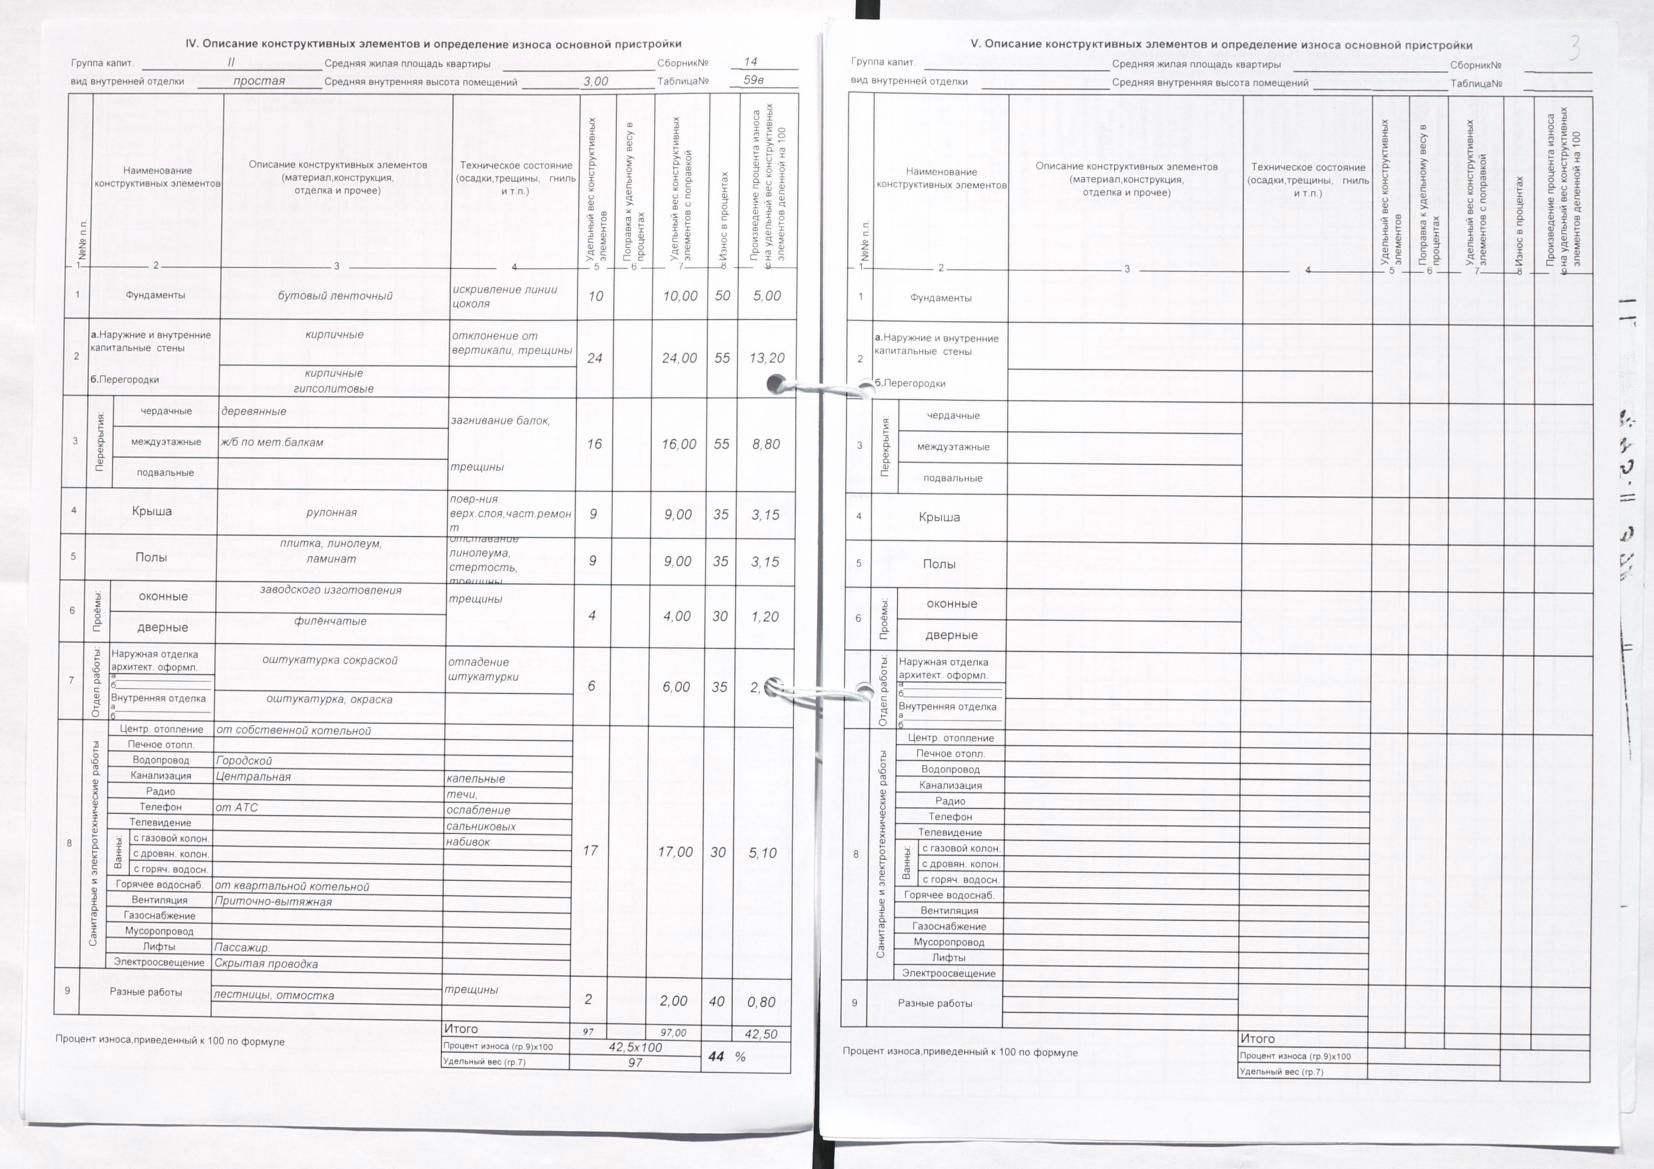 IV. Описание конструктивных элементов и определение износа основной пристройки
Группа капит. II Средняя жилая площадь квартиры Сборник№ 14
вид внутренней отделки простая Средняя внутренняя высота помещений 3,00 Таблица№ 59в
№№ п.п.
Наименование конструктивных элементов
Описание конструктивных элементов (материал,конструкция, отделка и прочее)
Техническое состояние (осадки,трещины, гниль и т.п.)
Удельный вес конструктивных элементов
Поправка к удельному весу в процентах
Удельный вес конструктивных элементов с поправкой
Износ в процентах
Произведение процента износа на удельный вес конструктивных элементов деленной на 100
1 2 3 4 5 6 7 8
1 Фундаменты бутовый ленточный искривление линии цоколя 10 10,00 50 5,00
2 а.Наружние и внутренние капитальные стены кирпичные отклонение от вертикали, трещины 24 24,00 55 13,20
б.Перегородки кирпичные гипсолитовые
3 Перекрытия:
чердачные деревянные загнивание балок,
междуэтажные ж/б по мет.балкам 16 16,00 55 8,80
подвальные трещины
4 Крыша рулонная повр-ния верх.слоя,част.ремонт 9 9,00 35 3,15
5 Полы плитка, линолеум, ламинат отставание линолеума, стертость, трещины 9 9,00 35 3,15
6 Проёмы:
оконные заводского изготовления трещины 4 4,00 30 1,20
дверные филёнчатые
7 Отдел.работы:
Наружная отделка архитект. оформл. оштукатурка сокраской отпадение штукатурки 6 6,00 35 2,
а
б
Внутренняя отделка оштукатурка, окраска
а
б
8 Санитарные и электротехнические работы 17 17,00 30 5,10
Центр. отопление от собственной котельной
Печное отопл.
Водопровод Городской
Канализация Центральная капельные
Радио течи,
Телефон от АТС ослабление
Телевидение сальниковых
Ванны:
с газовой колон. набивок
с дровян. колон.
с горяч. водосн.
Горячее водоснаб. от квартальной котельной
Вентиляция Приточно-вытяжная
Газоснабжение
Мусоропровод
Лифты Пассажир.
Электроосвещение Скрытая проводка
9 Разные работы лестницы, отмостка трещины 2 2,00 40 0,80
Итого 97 97,00 42,50
Процент износа,приведенный к 100 по формуле
Процент износа (гр.9)х100 42,5х100 44 %
Удельный вес (гр.7) 97
3
V. Описание конструктивных элементов и определение износа основной пристройки
Группа капит. Средняя жилая площадь квартиры Сборник№
вид внутренней отделки Средняя внутренняя высота помещений Таблица№
№№ п.п.
Наименование конструктивных элементов
Описание конструктивных элементов (материал,конструкция, отделка и прочее)
Техническое состояние (осадки,трещины, гниль и т.п.)
Удельный вес конструктивных элементов
Поправка к удельному весу в процентах
Удельный вес конструктивных элементов с поправкой
Износ в процентах
Произведение процента износа на удельный вес конструктивных элементов деленной на 100
1 2 3 4 5 6 7 8
1 Фундаменты
2 а.Наружние и внутренние капитальные стены
б.Перегородки
3 Перекрытия
чердачные
междуэтажные
подвальные
4 Крыша
5 Полы
6 Проёмы:
оконные
дверные
7 Отдел.работы:
Наружная отделка архитект. оформл.
а
б
Внутренняя отделка
а
б
8 Санитарные и электротехнические работы
Центр. отопление
Печное отопл.
Водопровод
Канализация
Радио
Телефон
Телевидение
Ванны:
с газовой колон.
с дровян. колон.
с горяч. водосн.
Горячее водоснаб.
Вентиляция
Газоснабжение
Мусоропровод
Лифты
Электроосвещение
9 Разные работы
Итого
Процент износа,приведенный к 100 по формуле
Процент износа (гр.9)х100
Удельный вес (гр.7)